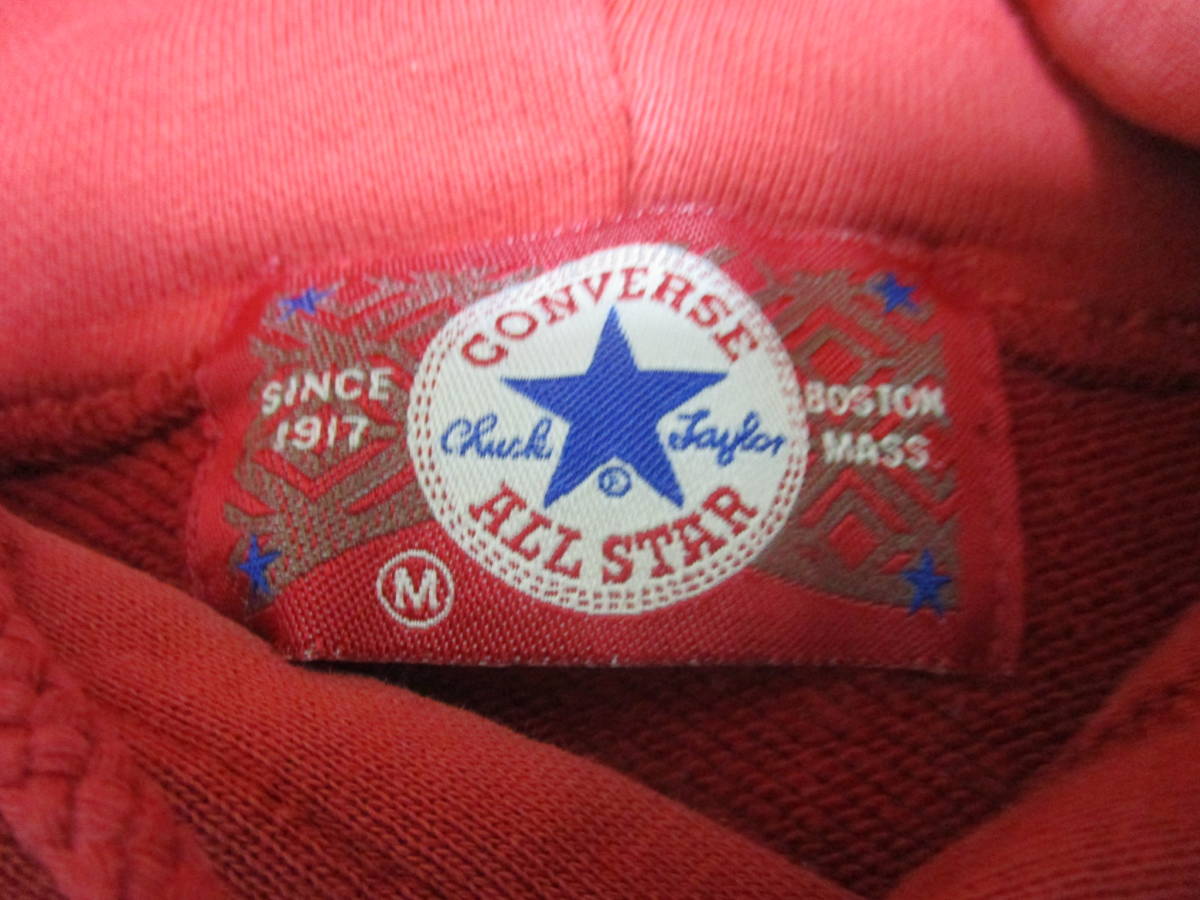 CONVERSE
SINCE
1917
Chuck Taylor
BOSTON
MASS.
ALL STAR
®
M